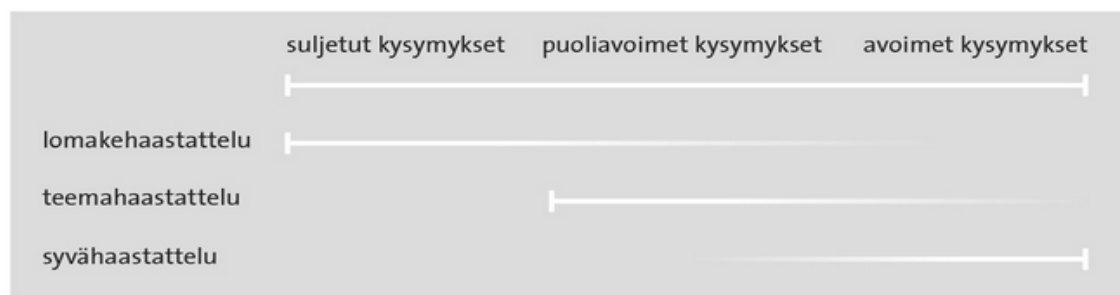 suljetut kysymykset puoliavoimet kysymykset avoimet kysymykset
lomakehaastattelu
teemahaastattelu
syvähaastattelu